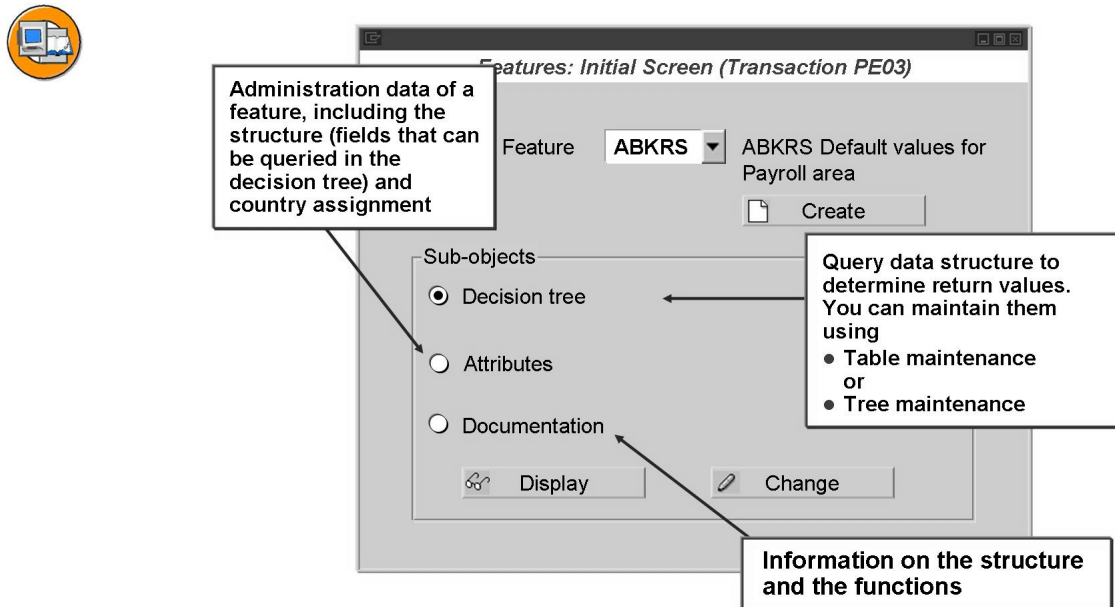 Features: Initial Screen (Transaction PE03)
Administration data of a
feature, including the
structure (fields that can
be queried in the
decision tree) and
country assignment
Feature ABKRS ABKRS Default values for
Payroll area
Create
Sub-objects
Decision tree
Attributes
Documentation
Query data structure to
determine return values.
You can maintain them
using
• Table maintenance
or
• Tree maintenance
Display Change
Information on the structure
and the functions